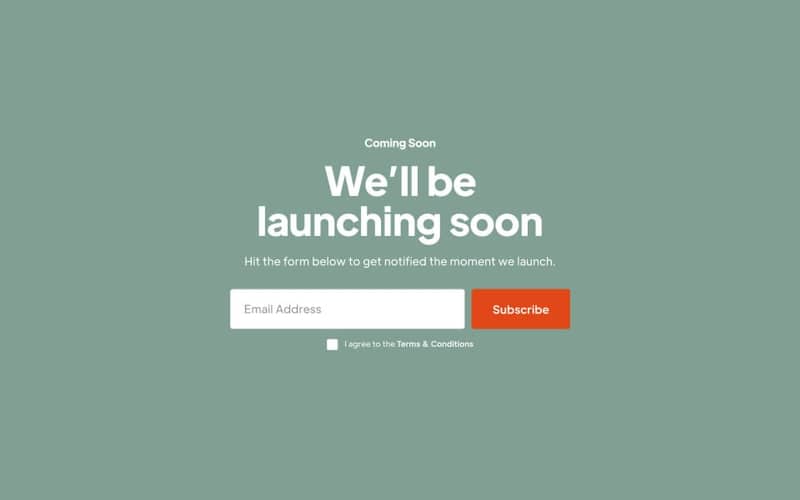 Coming Soon
We’ll be
launching soon
Hit the form below to get notified the moment we launch.
Email Address
Subscribe
I agree to the Terms & Conditions